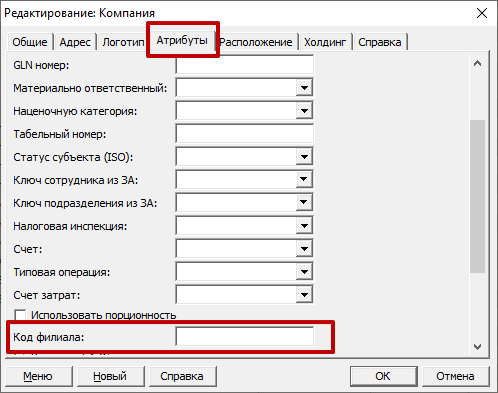 Редактирование: Компания
Общие Адрес Логотип Атрибуты Расположение Холдинг Справка
GLN номер:
Материально ответственный:
Наценочную категория:
Табельный номер:
Статус субъекта (ISO):
Ключ сотрудника из ЗА:
Ключ подразделения из ЗА:
Налоговая инспекция:
Счет:
Типовая операция:
Счет затрат:
Использовать порционность
Код филиала:
Меню Новый Справка OK Отмена